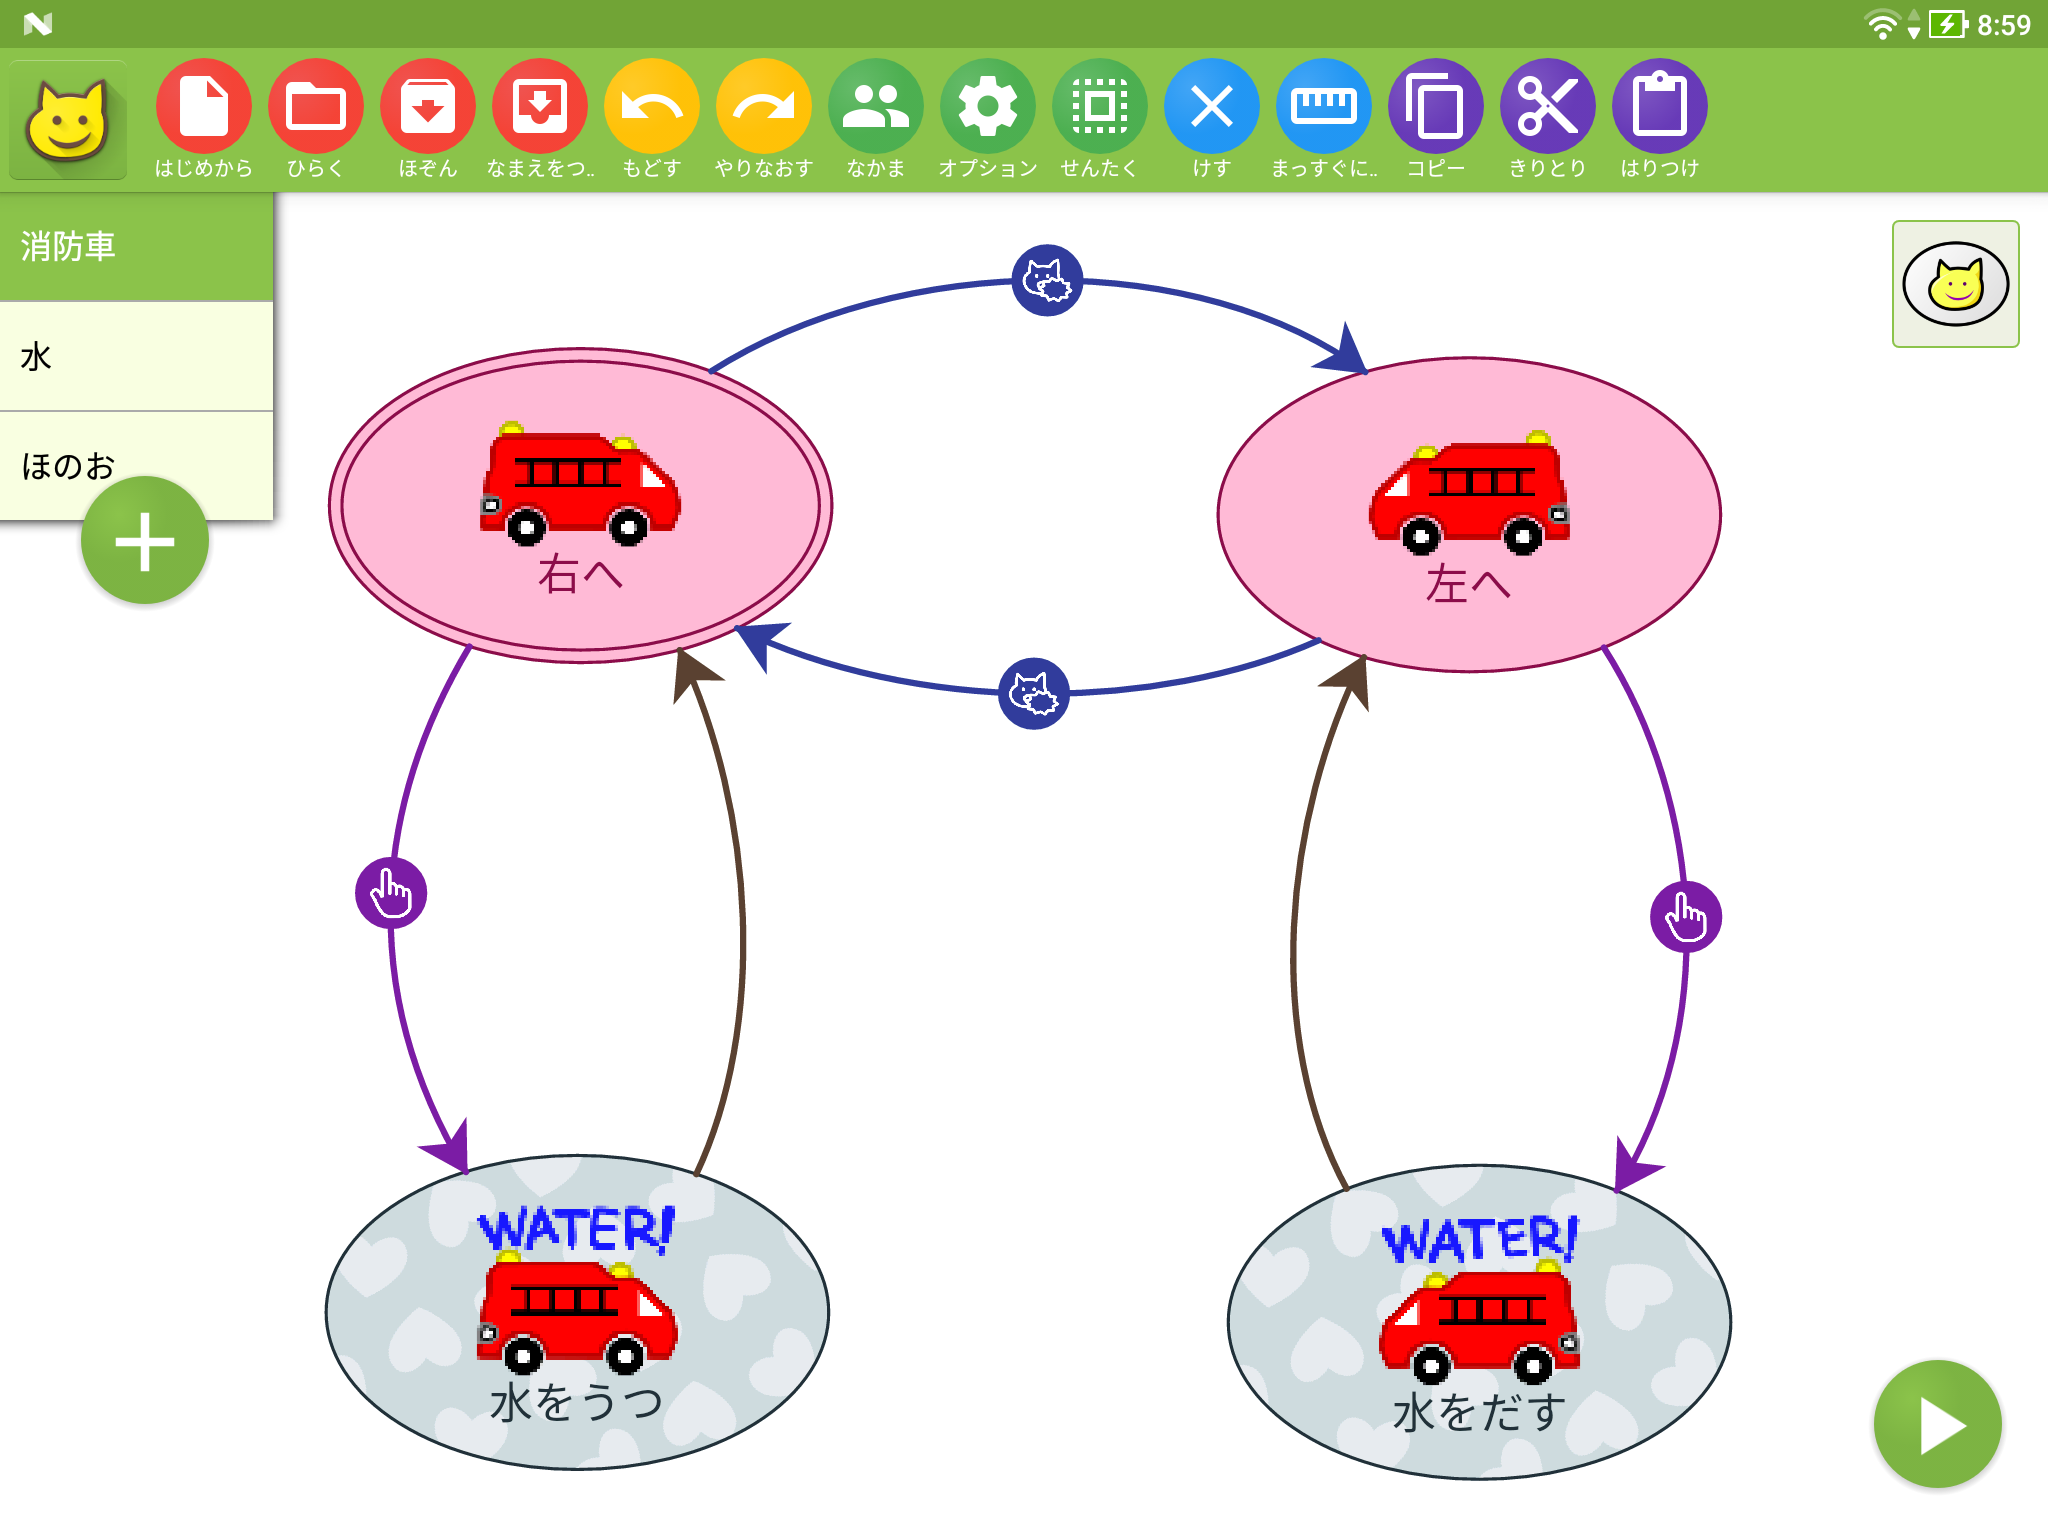 8:59
はじめから
ひらく
ほぞん
なまえをつ..
もどす
やりなおす
なかま
オプション
せんたく
けす
まっすぐに..
コピー
きりとり
はりつけ
消防車
水
ほのお
右へ
左へ
WATER!
水をうつ
WATER!
水をだす